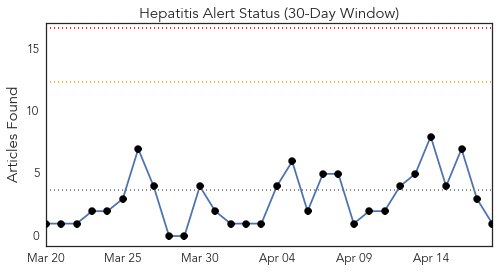 Hepatitis Alert Status (30-Day Window)
Articles Found
15
10
5
0
Mar 20 Mar 25 Mar 30 Apr 04 Apr 09 Apr 14